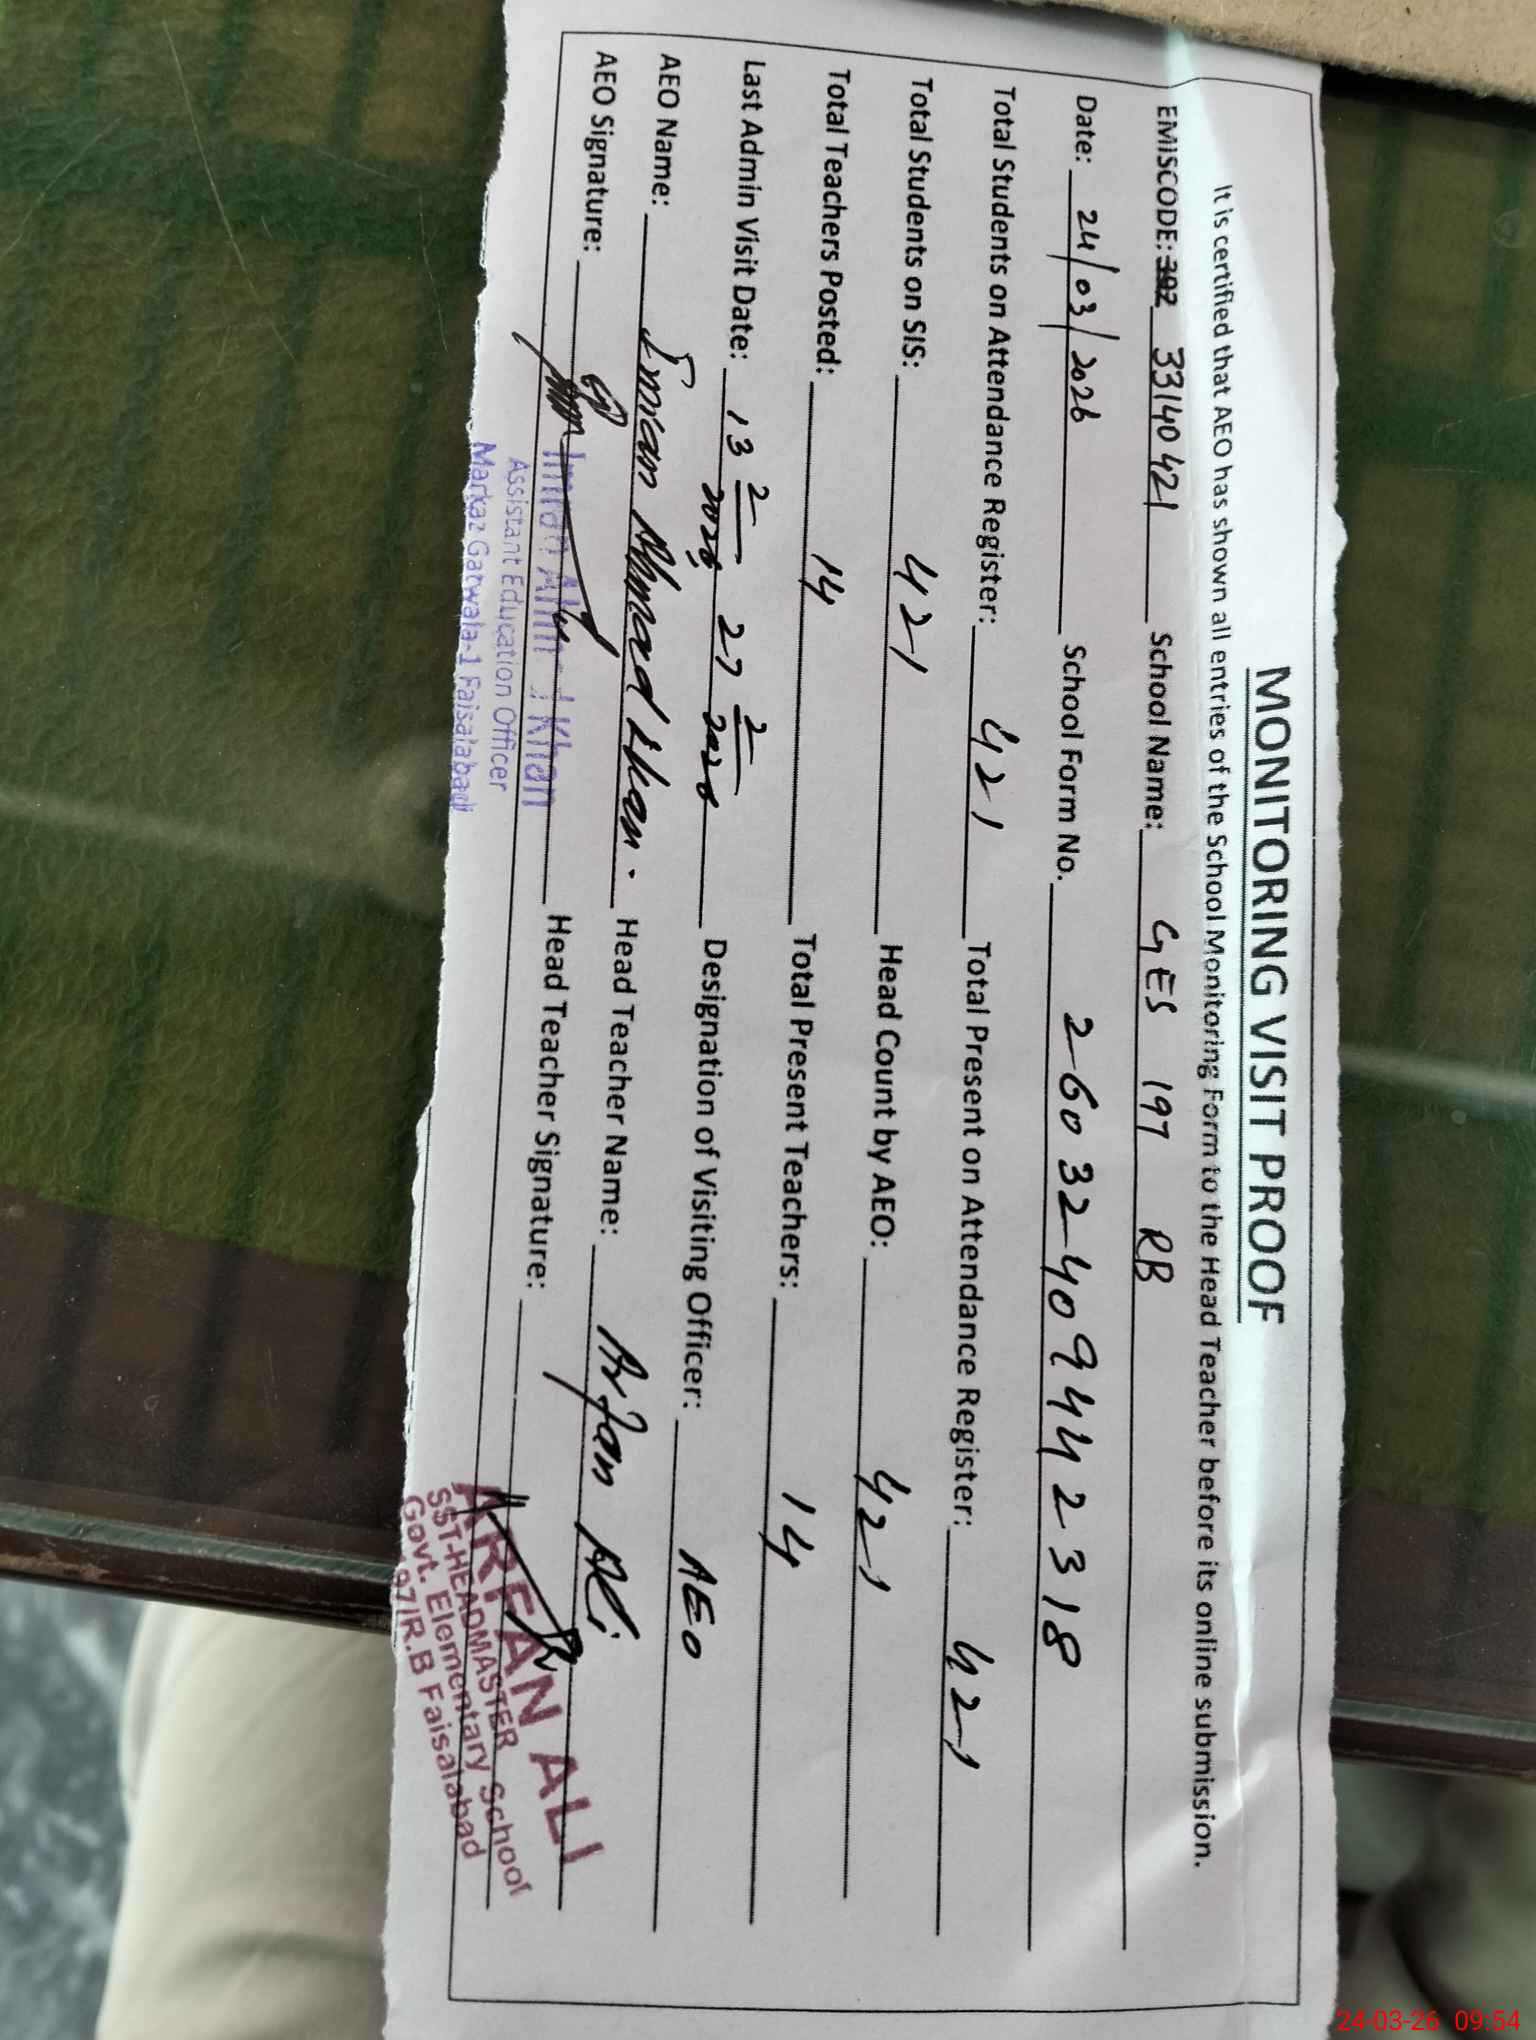 MONITORING VISIT PROOF
It is certified that AEO has shown all entries of the School Monitoring Form to the Head Teacher before its online submission.
EMISCODE: 33140421 School Name: GES 197 RB
Date: 24/03/2026 School Form No. 26032409442318
Total Students on Attendance Register: 421 Total Present on Attendance Register: 421
Total Students on SIS: 421 Head Count by AEO: 421
Total Teachers Posted: 14 Total Present Teachers: 14
Last Admin Visit Date: 13 2/2026 27 2/2026 Designation of Visiting Officer: AEO
AEO Name: Imran Ahmad Khan. Head Teacher Name: Arfan Ali
AEO Signature: Head Teacher Signature:
Imran Ahmad Khan
Assistant Education Officer
Markaz Gatwala-1 Faisalabad
ARFAN ALI
SST-HEADMASTER
Govt. Elementary School
197/R.B Faisalabad
24-03-26 09:54